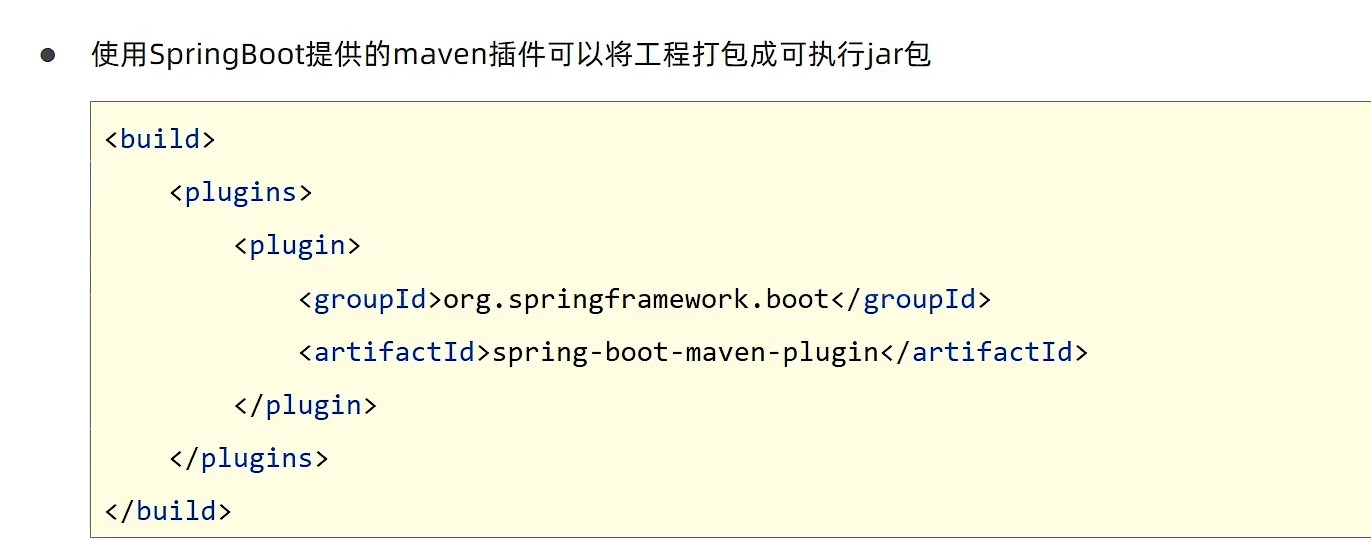 ● 使用SpringBoot提供的maven插件可以将工程打包成可执行jar包
<build>
    <plugins>
        <plugin>
            <groupId>org.springframework.boot</groupId>
            <artifactId>spring-boot-maven-plugin</artifactId>
        </plugin>
    </plugins>
</build>